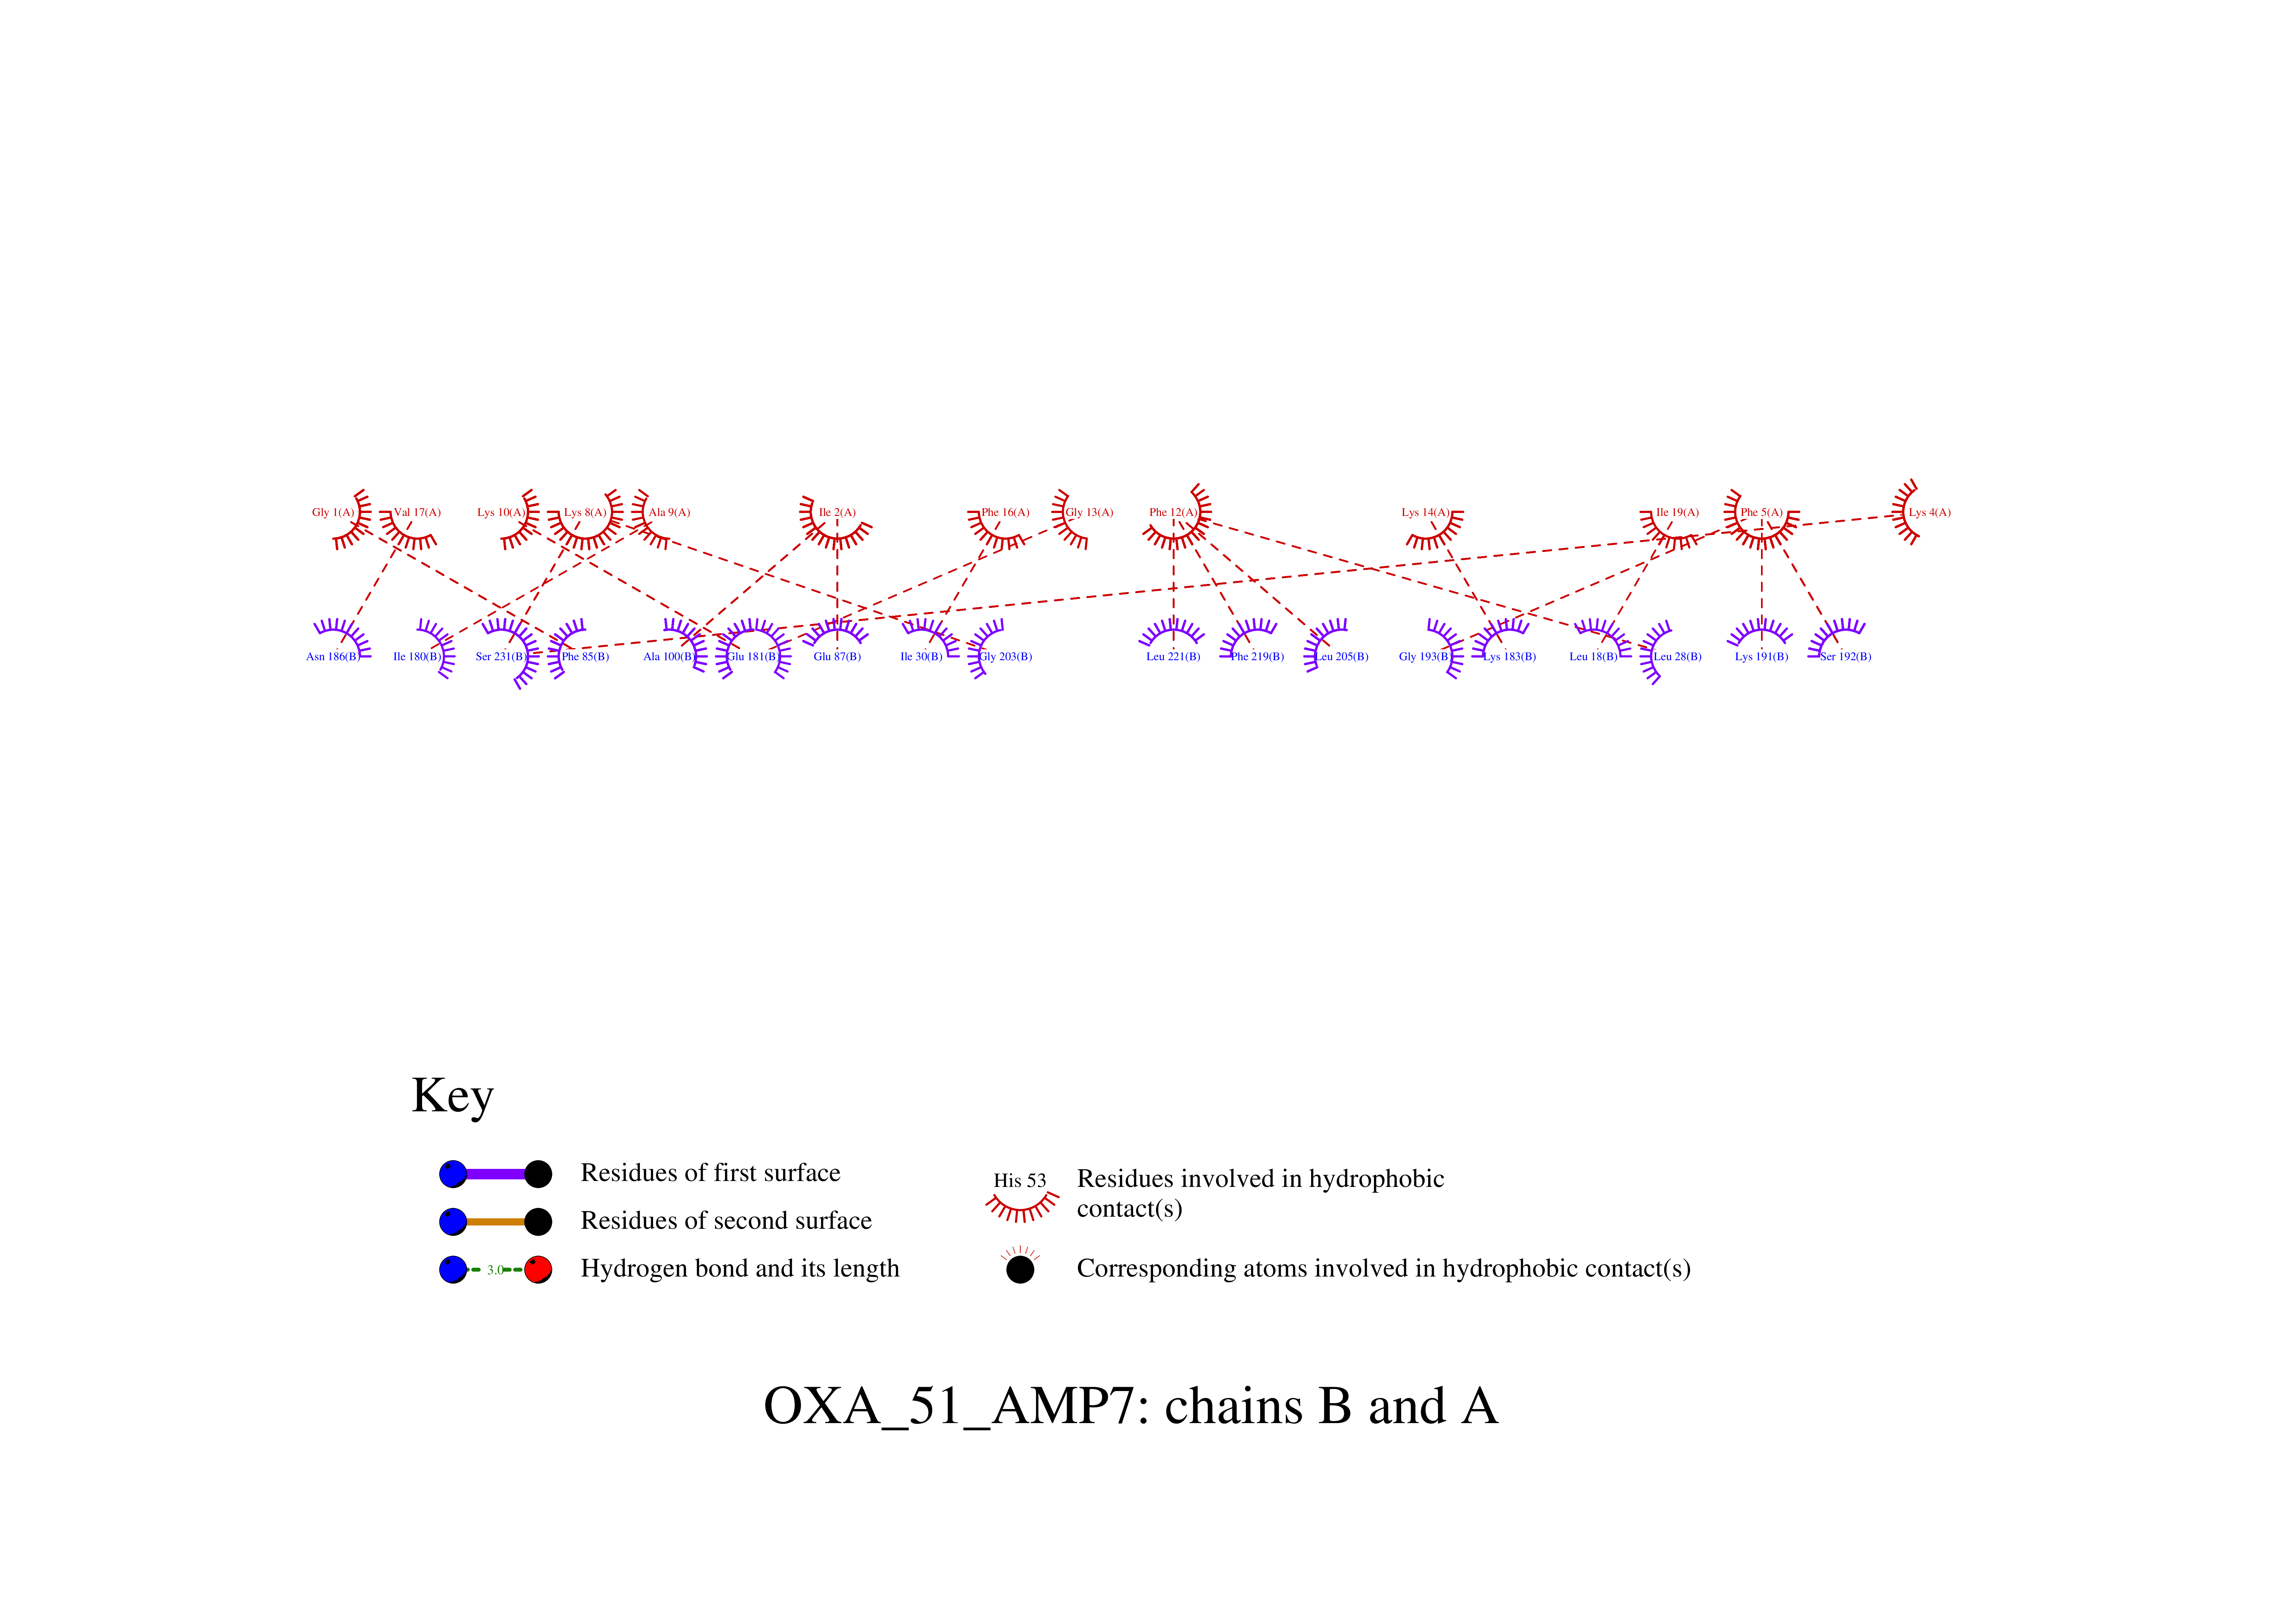 Gly 1(A) Val 17(A) Lys 10(A) Lys 8(A) Ala 9(A) Ile 2(A) Phe 16(A) Gly 13(A) Phe 12(A) Lys 14(A) Ile 19(A) Phe 5(A) Lys 4(A)
Asn 186(B) Ile 180(B) Ser 231(B) Phe 85(B) Ala 100(B) Glu 181(B) Glu 87(B) Ile 30(B) Gly 203(B) Leu 221(B) Phe 219(B) Leu 205(B) Gly 193(B) Lys 183(B) Leu 18(B) Leu 28(B) Lys 191(B) Ser 192(B)
Key
Residues of first surface
Residues of second surface
3.0 Hydrogen bond and its length
His 53 Residues involved in hydrophobic
contact(s)
Corresponding atoms involved in hydrophobic contact(s)
OXA_51_AMP7: chains B and A